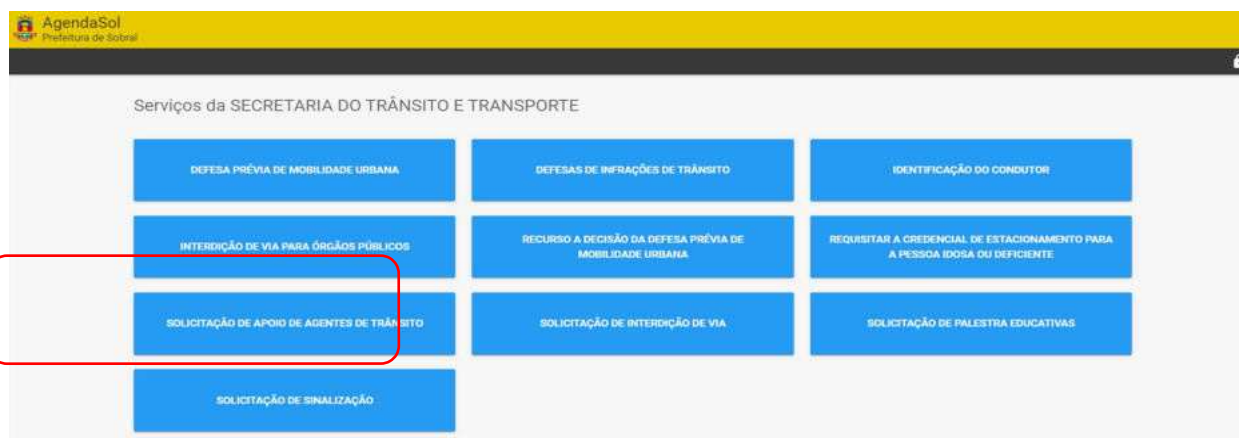 AgendaSol
Prefeitura de Sobral
Serviços da SECRETARIA DO TRÂNSITO E TRANSPORTE
DEFESA PRÉVIA DE MOBILIDADE URBANA
DEFESAS DE INFRAÇÕES DE TRÂNSITO
IDENTIFICAÇÃO DO CONDUTOR
INTERDIÇÃO DE VIA PARA ÓRGÃOS PÚBLICOS
RECURSO A DECISÃO DA DEFESA PRÉVIA DE
MOBILIDADE URBANA
REQUISITAR A CREDENCIAL DE ESTACIONAMENTO PARA
A PESSOA IDOSA OU DEFICIENTE
SOLICITAÇÃO DE APOIO DE AGENTES DE TRÂNSITO
SOLICITAÇÃO DE INTERDIÇÃO DE VIA
SOLICITAÇÃO DE PALESTRA EDUCATIVAS
SOLICITAÇÃO DE SINALIZAÇÃO